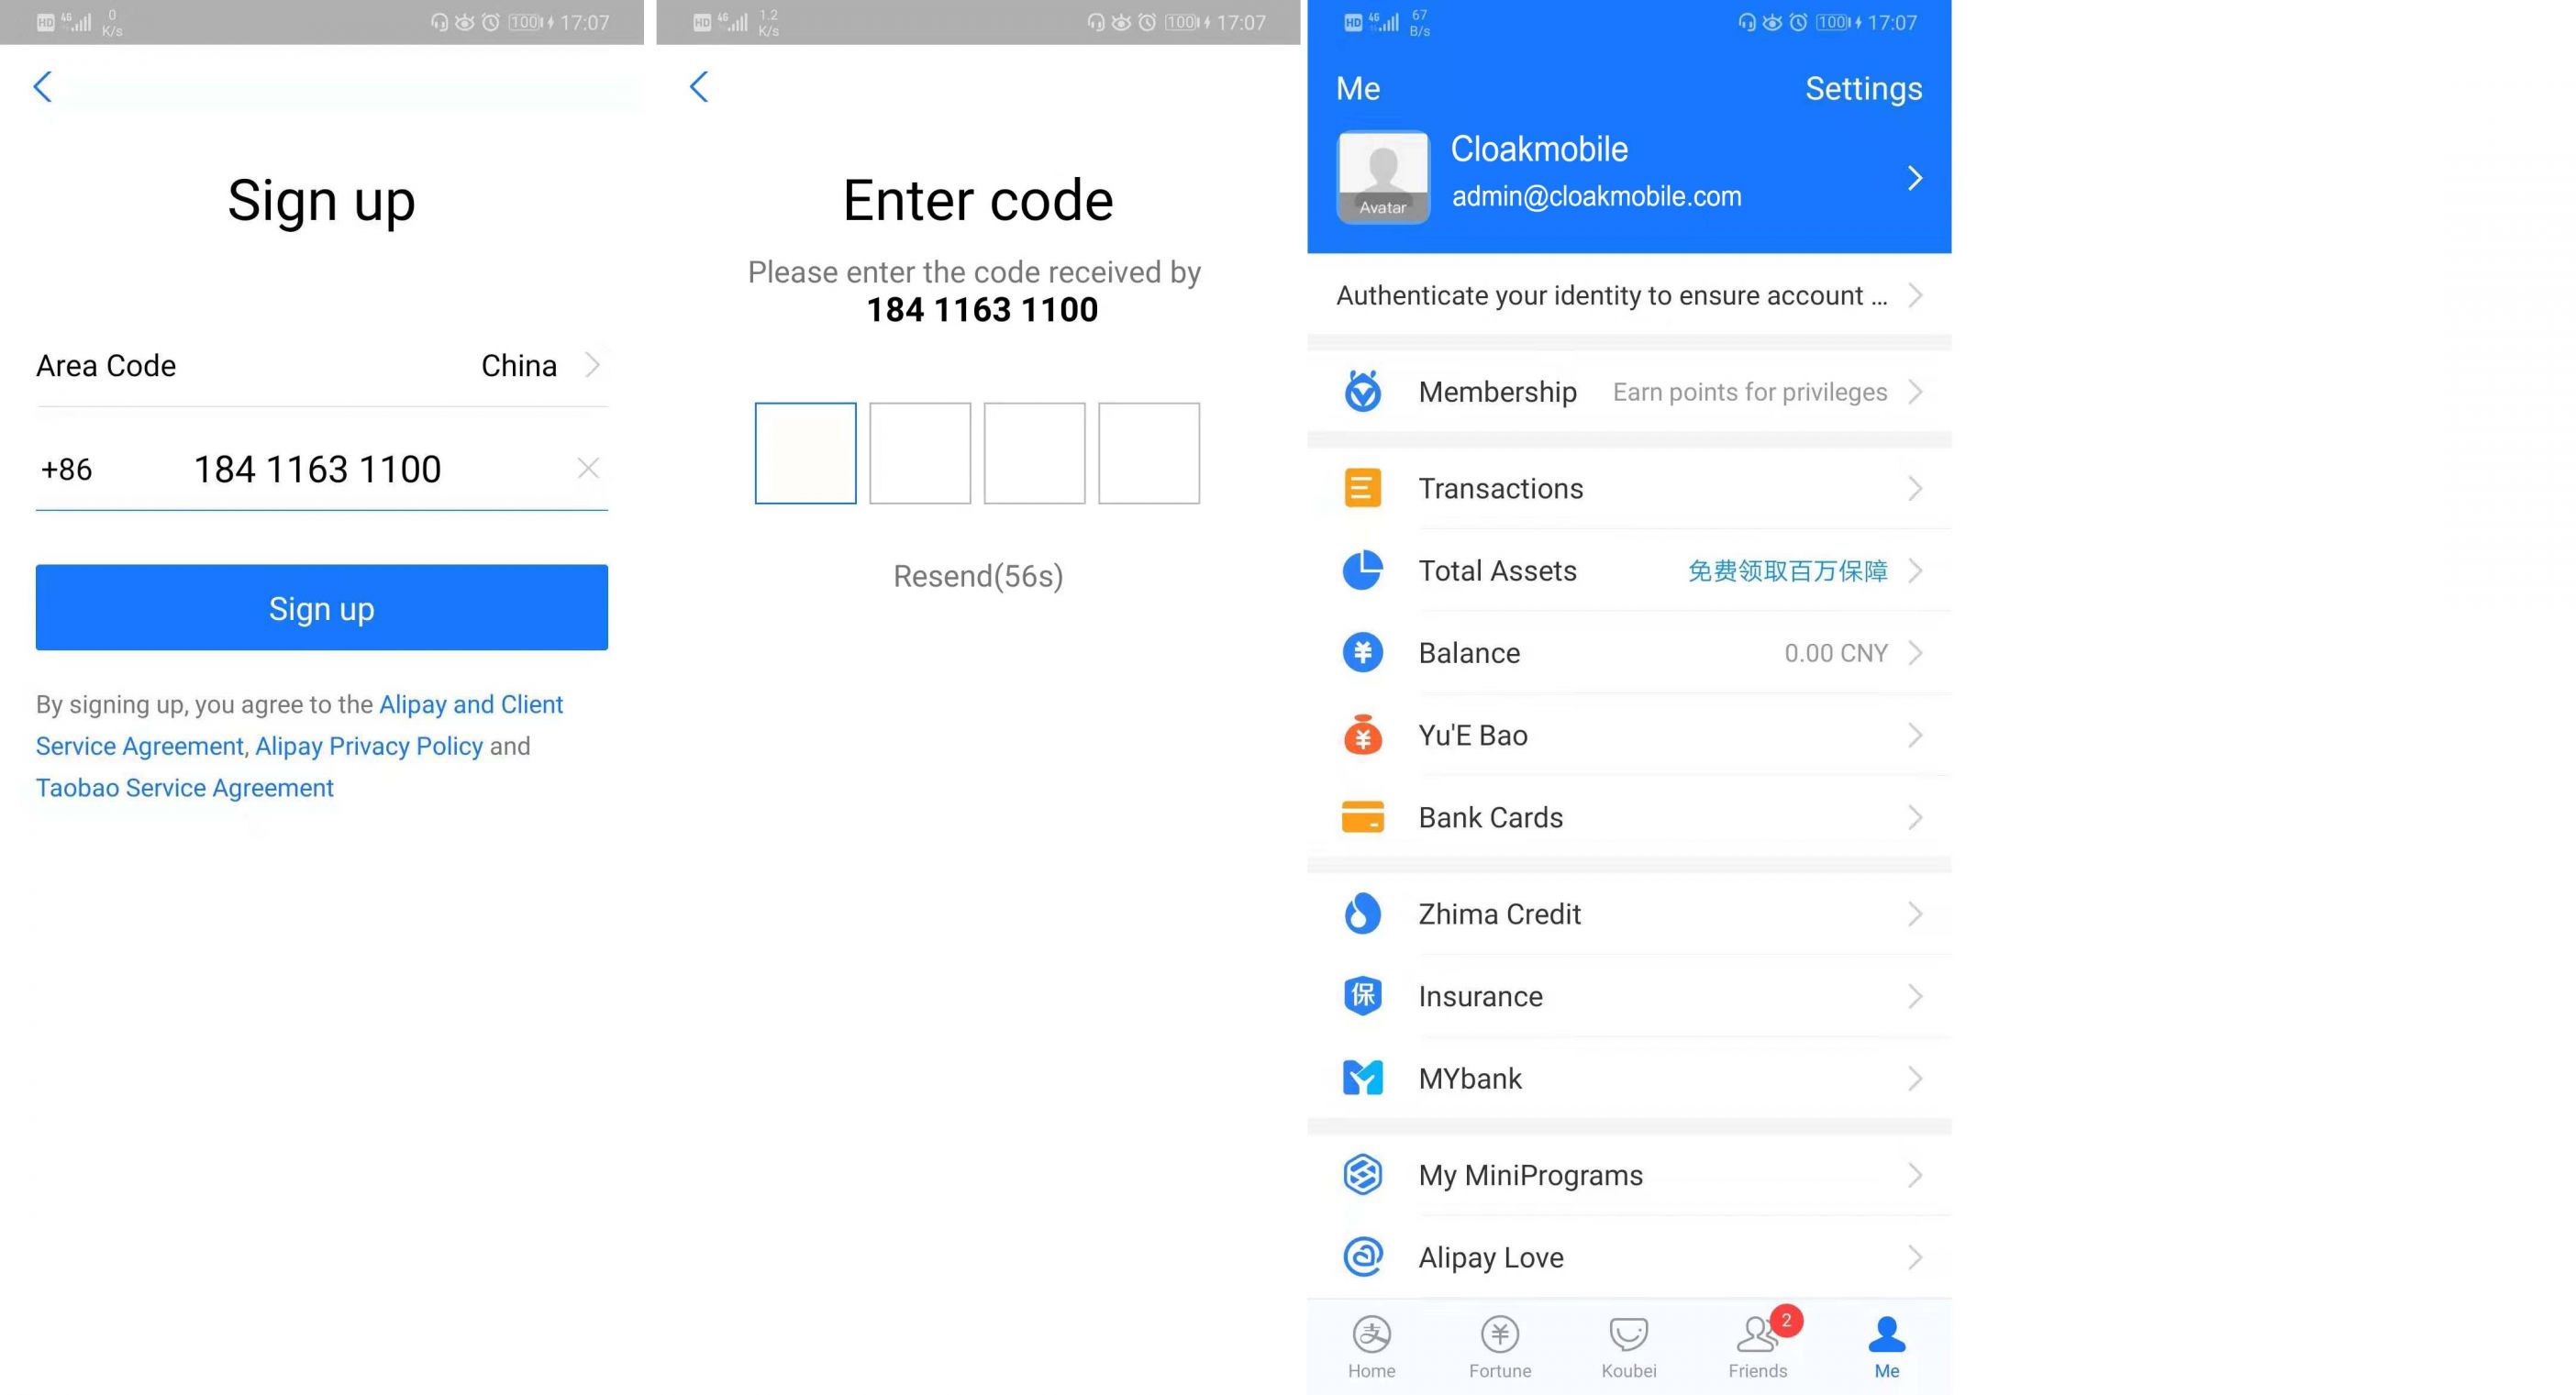 HD 4G 0 K/s 100 17:07
Sign up
Area Code China
+86 184 1163 1100
Sign up
By signing up, you agree to the Alipay and Client
Service Agreement, Alipay Privacy Policy and
Taobao Service Agreement
HD 4G 1.2 K/s 100 17:07
Enter code
Please enter the code received by
184 1163 1100
Resend(56s)
HD 4G 67 B/s 100 17:07
Me Settings
Cloakmobile
admin@cloakmobile.com
Avatar
Authenticate your identity to ensure account ...
Membership Earn points for privileges
Transactions
Total Assets 免费领取百万保障
¥ Balance 0.00 CNY
¥ Yu'E Bao
Bank Cards
Zhima Credit
保 Insurance
MYbank
My MiniPrograms
Alipay Love
支 ¥ 2
Home Fortune Koubei Friends Me